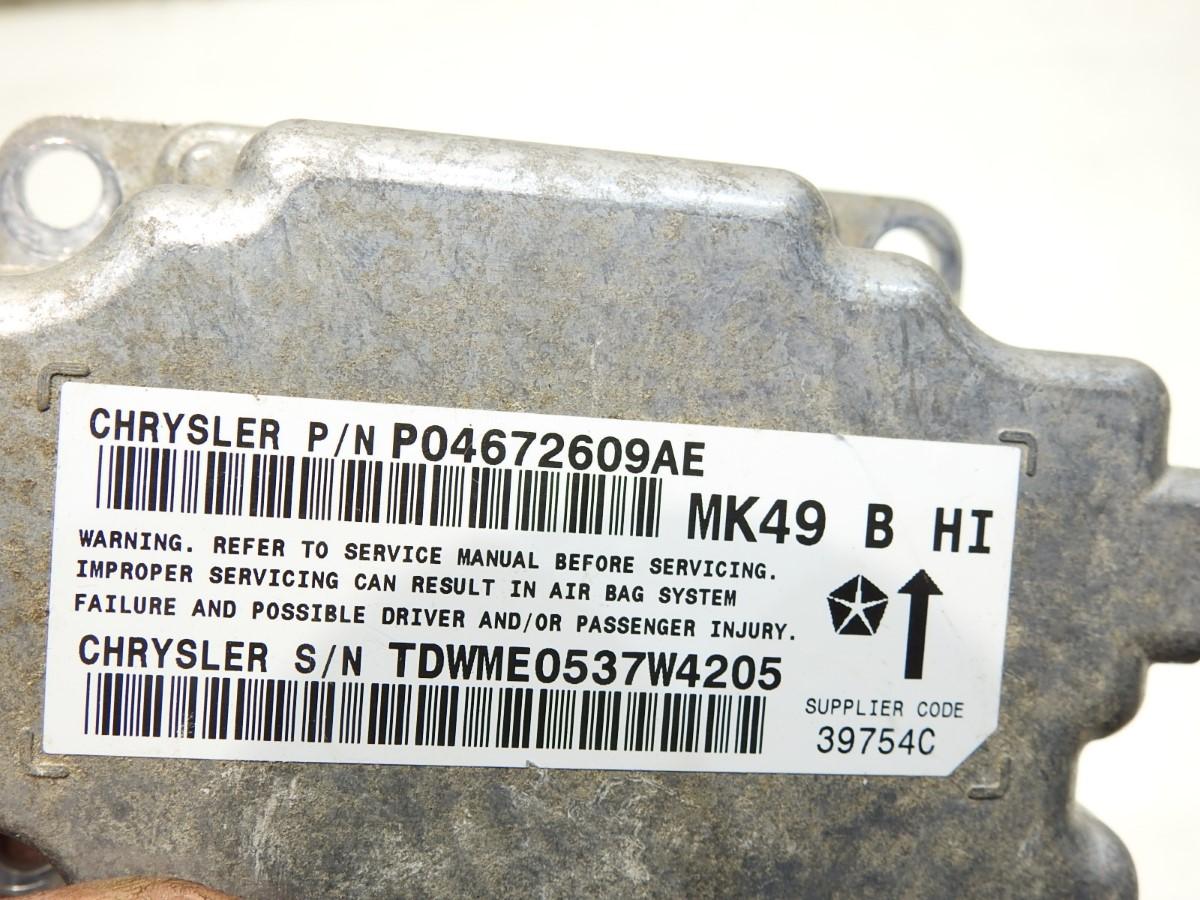 CHRYSLER P/N P04672609AE
MK49 B HI
WARNING. REFER TO SERVICE MANUAL BEFORE SERVICING.
IMPROPER SERVICING CAN RESULT IN AIR BAG SYSTEM
FAILURE AND POSSIBLE DRIVER AND/OR PASSENGER INJURY.
CHRYSLER S/N TDWME0537W4205
SUPPLIER CODE
39754C